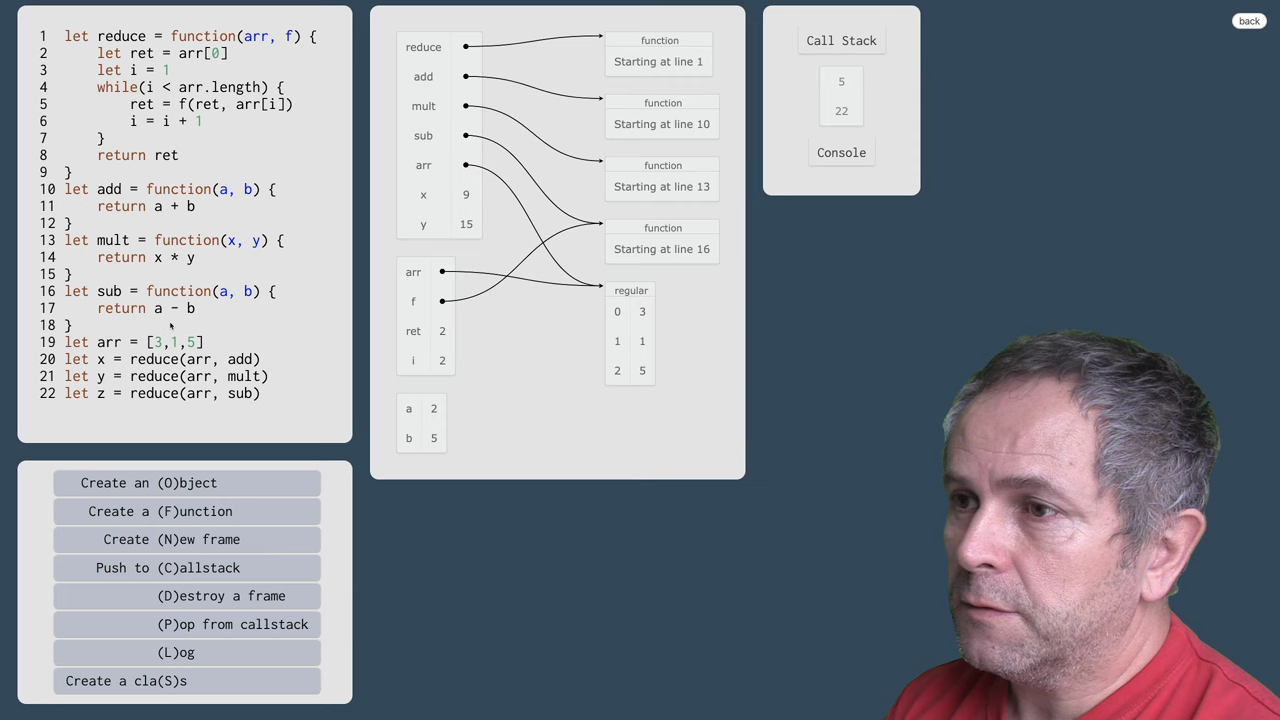 1 let reduce = function(arr, f) {
2 let ret = arr[0]
3 let i = 1
4 while(i < arr.length) {
5 ret = f(ret, arr[i])
6 i = i + 1
7 }
8 return ret
9 }
10 let add = function(a, b) {
11 return a + b
12 }
13 let mult = function(x, y) {
14 return x * y
15 }
16 let sub = function(a, b) {
17 return a - b
18 }
19 let arr = [3,1,5]
20 let x = reduce(arr, add)
21 let y = reduce(arr, mult)
22 let z = reduce(arr, sub)
Create an (O)bject
Create a (F)unction
Create (N)ew frame
Push to (C)allstack
(D)estroy a frame
(P)op from callstack
(L)og
Create a cla(S)s
reduce
add
mult
sub
arr
x 9
y 15
arr
f
ret 2
i 2
a 2
b 5
function
Starting at line 1
function
Starting at line 10
function
Starting at line 13
function
Starting at line 16
regular
0 3
1 1
2 5
Call Stack
5
22
Console
back